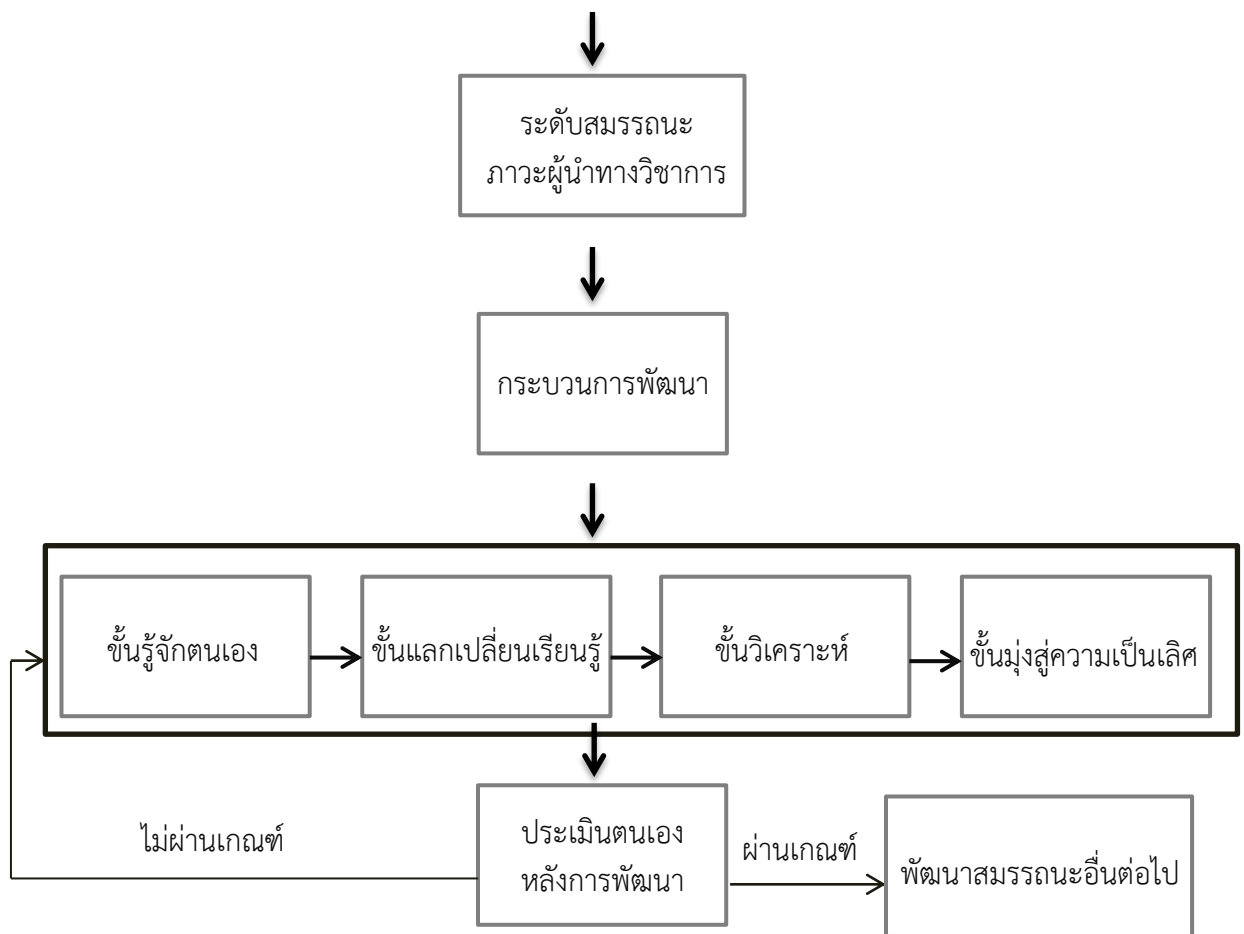 ระดับสมรรถนะ
ภาวะผู้นำทางวิชาการ
กระบวนการพัฒนา
ขั้นรู้จักตนเอง
ขั้นแลกเปลี่ยนเรียนรู้
ขั้นวิเคราะห์
ขั้นมุ่งสู่ความเป็นเลิศ
ไม่ผ่านเกณฑ์
ประเมินตนเอง
หลังการพัฒนา
ผ่านเกณฑ์
พัฒนาสมรรถนะอื่นต่อไป